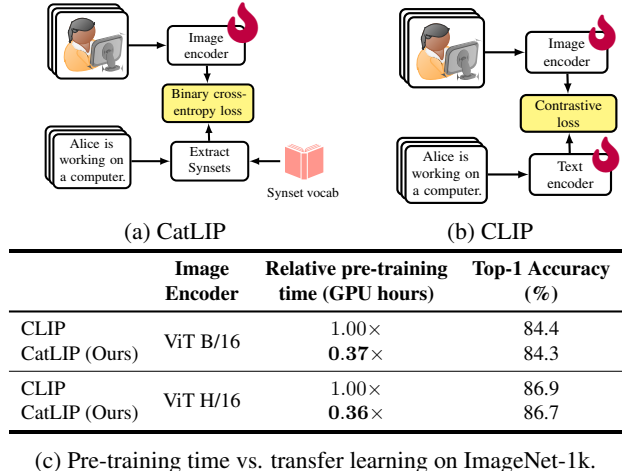 Image
encoder
Binary cross-
entropy loss
Alice is
working on
a computer.
Extract
Synsets
Synset vocab
(a) CatLIP
Image
encoder
Contrastive
loss
Alice is
working on
a computer.
Text
encoder
(b) CLIP
Image Encoder Relative pre-training time (GPU hours) Top-1 Accuracy (%)
CLIP ViT B/16 1.00× 84.4
CatLIP (Ours) 0.37× 84.3
CLIP ViT H/16 1.00× 86.9
CatLIP (Ours) 0.36× 86.7
(c) Pre-training time vs. transfer learning on ImageNet-1k.